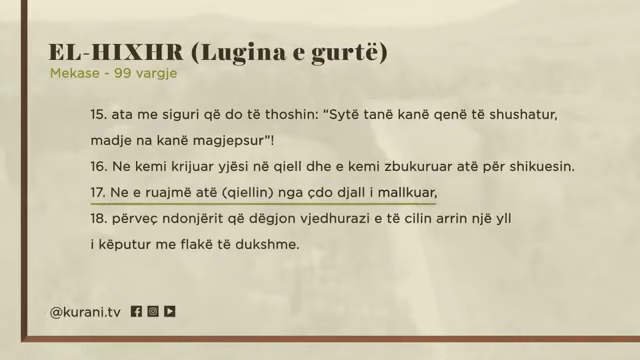 EL-HIXHR (Lugina e gurtë)
Mekase - 99 vargje
15. ata me siguri që do të thoshin: “Sytë tanë kanë qenë të shushatur,
madje na kanë magjepsur”!
16. Ne kemi krijuar yjësi në qiell dhe e kemi zbukuruar atë për shikuesin.
17. Ne e ruajmë atë (qiellin) nga çdo djall i mallkuar,
18. përveç ndonjërit që dëgjon vjedhurazi e të cilin arrin një yll
i këputur me flakë të dukshme.
@kurani.tv